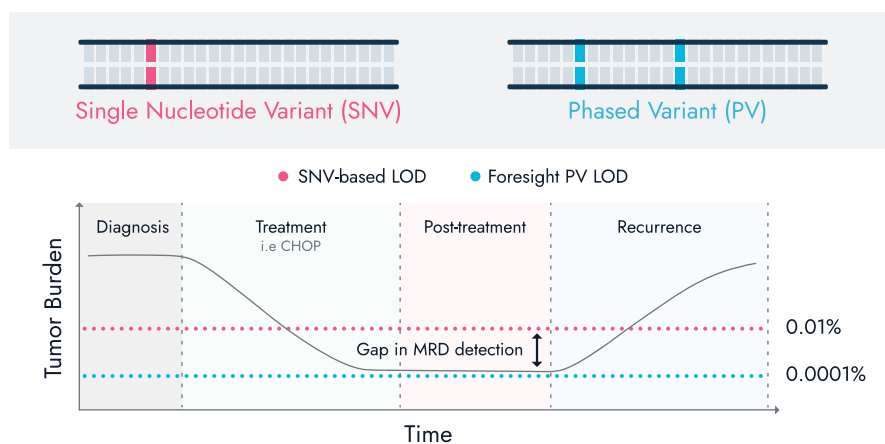 Single Nucleotide Variant (SNV)
Phased Variant (PV)
SNV-based LOD
Foresight PV LOD
Diagnosis
Treatment
i.e CHOP
Post-treatment
Recurrence
Tumor Burden
0.01%
Gap in MRD detection
0.0001%
Time